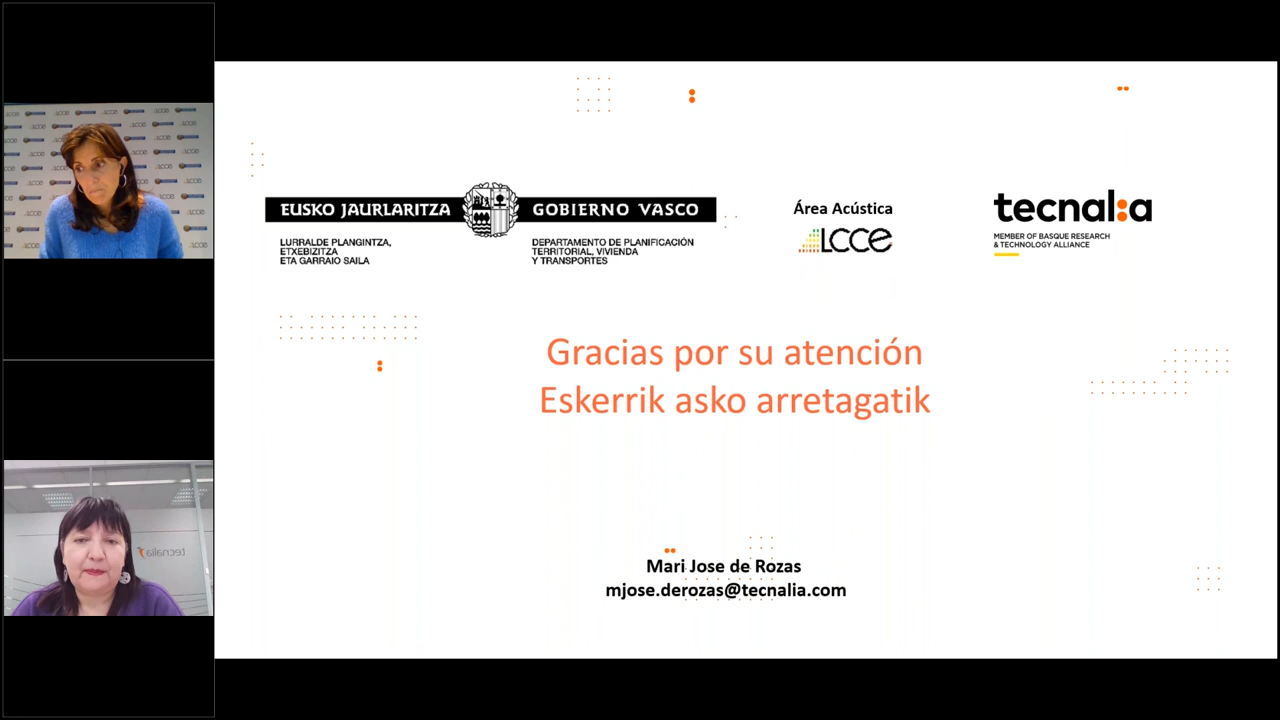 EUSKO JAURLARITZA
GOBIERNO VASCO
LURRALDE PLANGINTZA,
ETXEBIZITZA
ETA GARRAIO SAILA
DEPARTAMENTO DE PLANIFICACIÓN
TERRITORIAL, VIVIENDA
Y TRANSPORTES
Área Acústica
LCCE
tecnalia
MEMBER OF BASQUE RESEARCH
& TECHNOLOGY ALLIANCE
Gracias por su atención
Eskerrik asko arretagatik
Mari Jose de Rozas
mjose.derozas@tecnalia.com
tecnalia